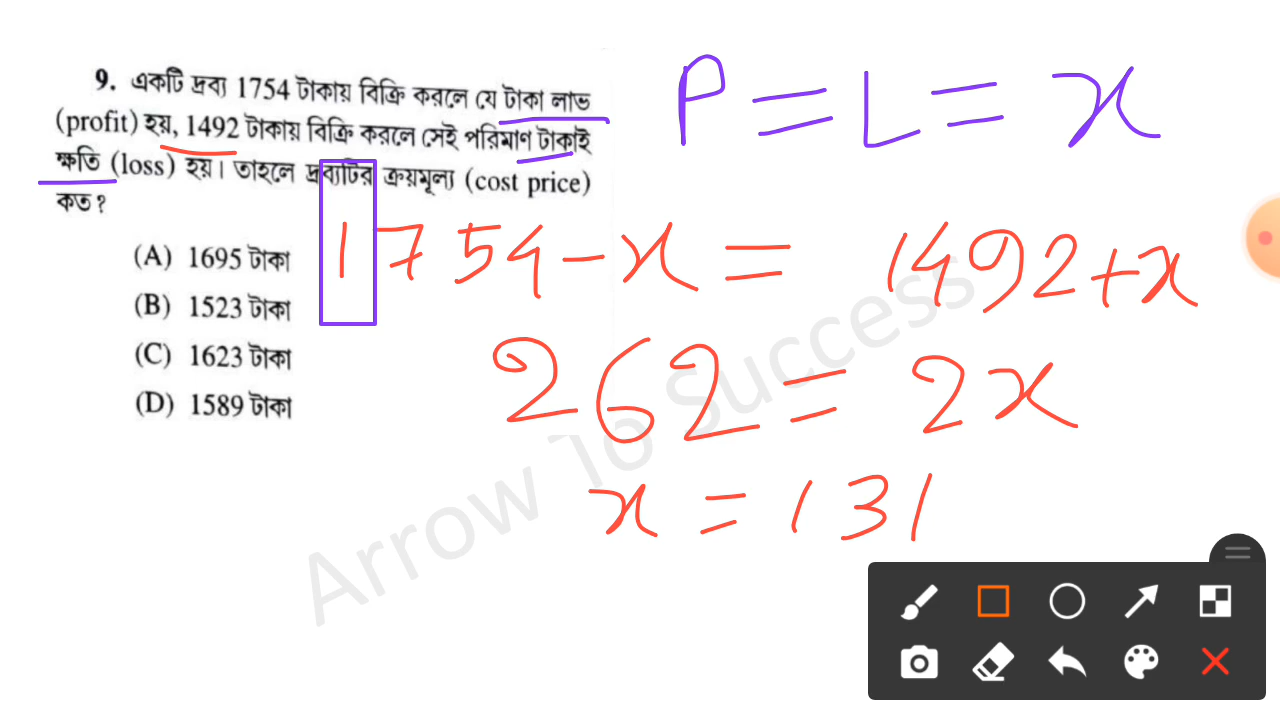 9. একটি দ্রব্য 1754 টাকায় বিক্রি করলে যে টাকা লাভ
(profit) হয়, 1492 টাকায় বিক্রি করলে সেই পরিমাণ টাকাই
ক্ষতি (loss) হয়। তাহলে দ্রব্যটির ক্রয়মূল্য (cost price)
কত?
(A) 1695 টাকা
(B) 1523 টাকা
(C) 1623 টাকা
(D) 1589 টাকা
P = L = x
1754 - x = 1492 + x
262 = 2x
x = 131
Arrow To Success